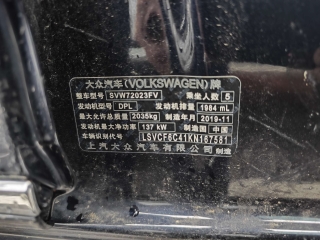 大众汽车(VOLKSWAGEN)牌
整车型号 SVW72023FV 乘坐人数 5
发动机型号 DPL 发动机排量 1984 mL
最大允许总质量 2035kg 制造年月 2019-11
发动机最大净功率 137 kW 制造国 中国
车辆识别代号 LSVCF6C41KN167581
上汽大众汽车有限公司制造